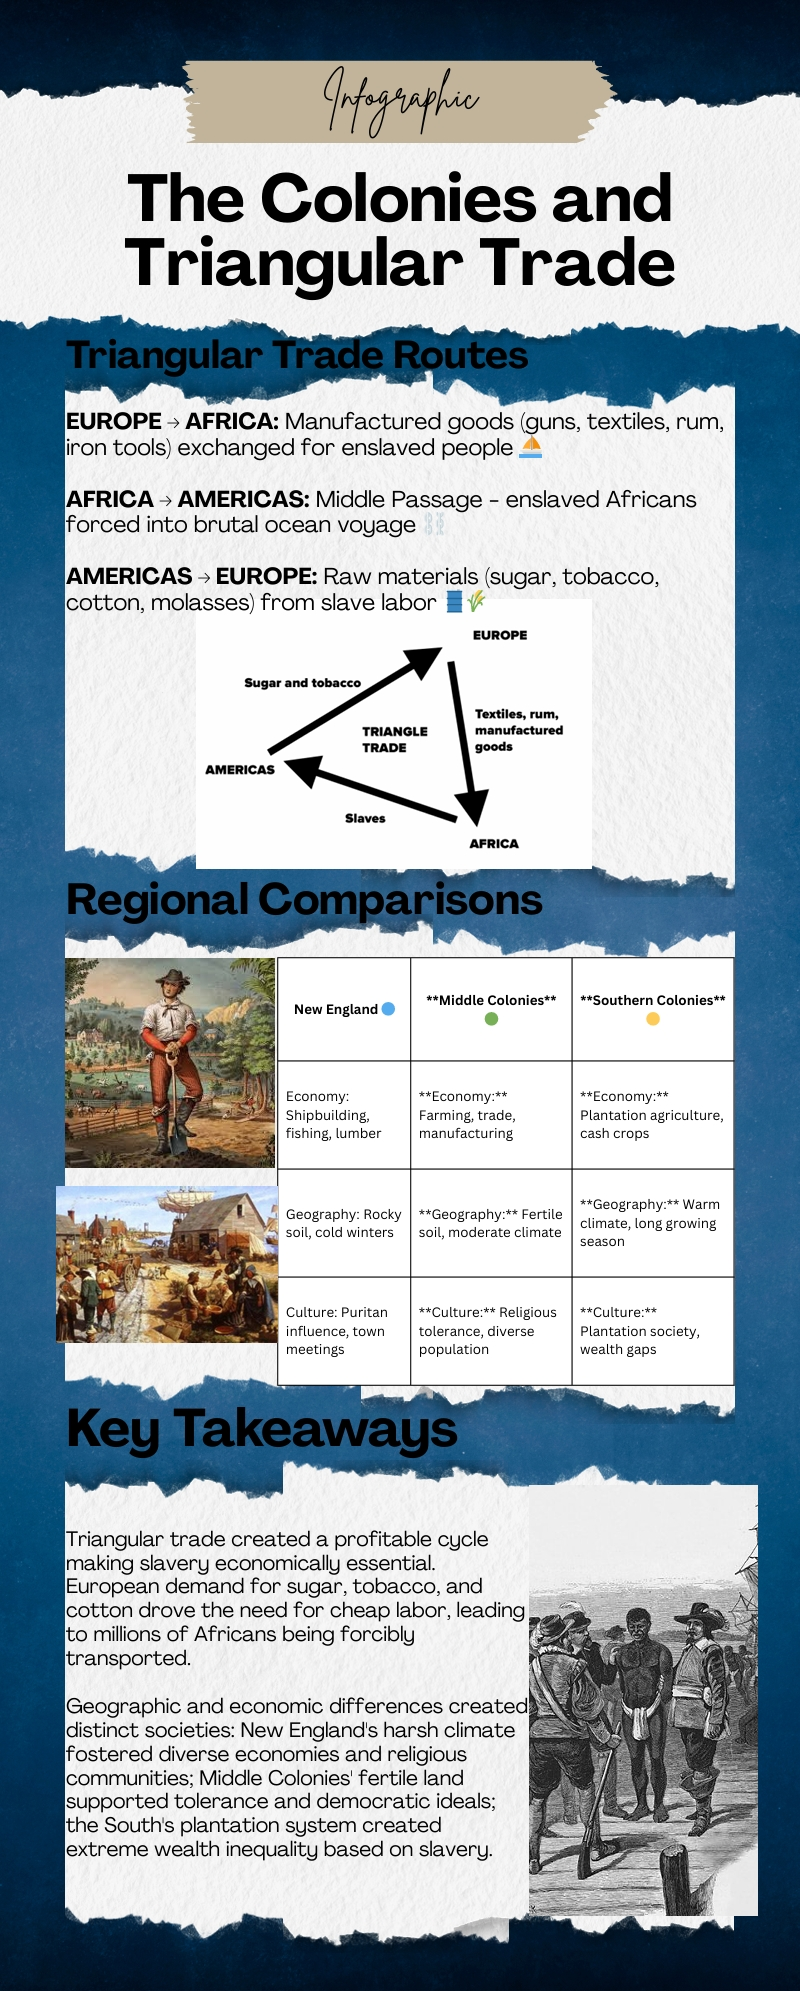 Infographic
The Colonies and
Triangular Trade
Triangular Trade Routes
EUROPE → AFRICA: Manufactured goods (guns, textiles, rum,
iron tools) exchanged for enslaved people ⛵
AFRICA → AMERICAS: Middle Passage - enslaved Africans
forced into brutal ocean voyage ⛓️
AMERICAS → EUROPE: Raw materials (sugar, tobacco,
cotton, molasses) from slave labor 🛢️🌾
EUROPE
Sugar and tobacco
Textiles, rum,
manufactured
goods
TRIANGLE
TRADE
AMERICAS
Slaves
AFRICA
Regional Comparisons
New England 🔵
**Middle Colonies**
🟢
**Southern Colonies**
🟡
Economy:
Shipbuilding,
fishing, lumber
**Economy:**
Farming, trade,
manufacturing
**Economy:**
Plantation agriculture,
cash crops
Geography: Rocky
soil, cold winters
**Geography:** Fertile
soil, moderate climate
**Geography:** Warm
climate, long growing
season
Culture: Puritan
influence, town
meetings
**Culture:** Religious
tolerance, diverse
population
**Culture:**
Plantation society,
wealth gaps
Key Takeaways
Triangular trade created a profitable cycle
making slavery economically essential.
European demand for sugar, tobacco, and
cotton drove the need for cheap labor, leading
to millions of Africans being forcibly
transported.
Geographic and economic differences created
distinct societies: New England's harsh climate
fostered diverse economies and religious
communities; Middle Colonies' fertile land
supported tolerance and democratic ideals;
the South's plantation system created
extreme wealth inequality based on slavery.